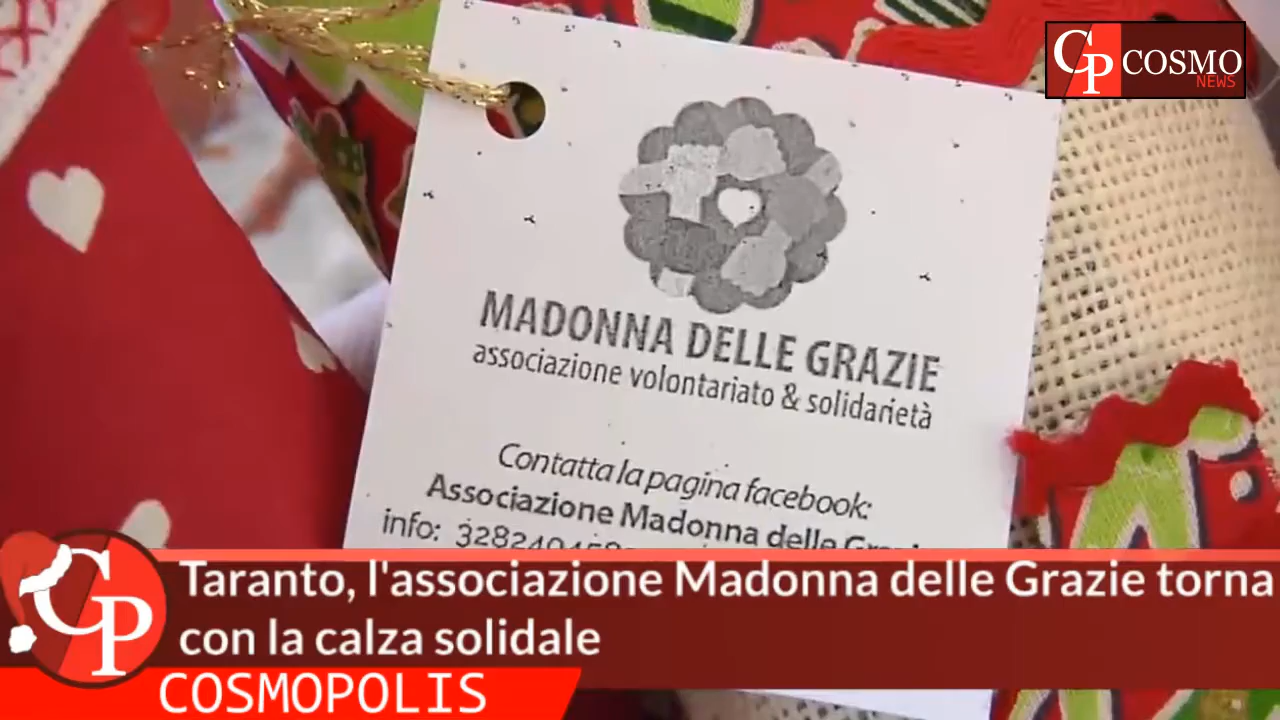 CP COSMO
NEWS
MADONNA DELLE GRAZIE
associazione volontariato & solidarietà
Contatta la pagina facebook:
Associazione Madonna delle
info:
CP
Taranto, l'associazione Madonna delle Grazie torna
con la calza solidale
COSMOPOLIS